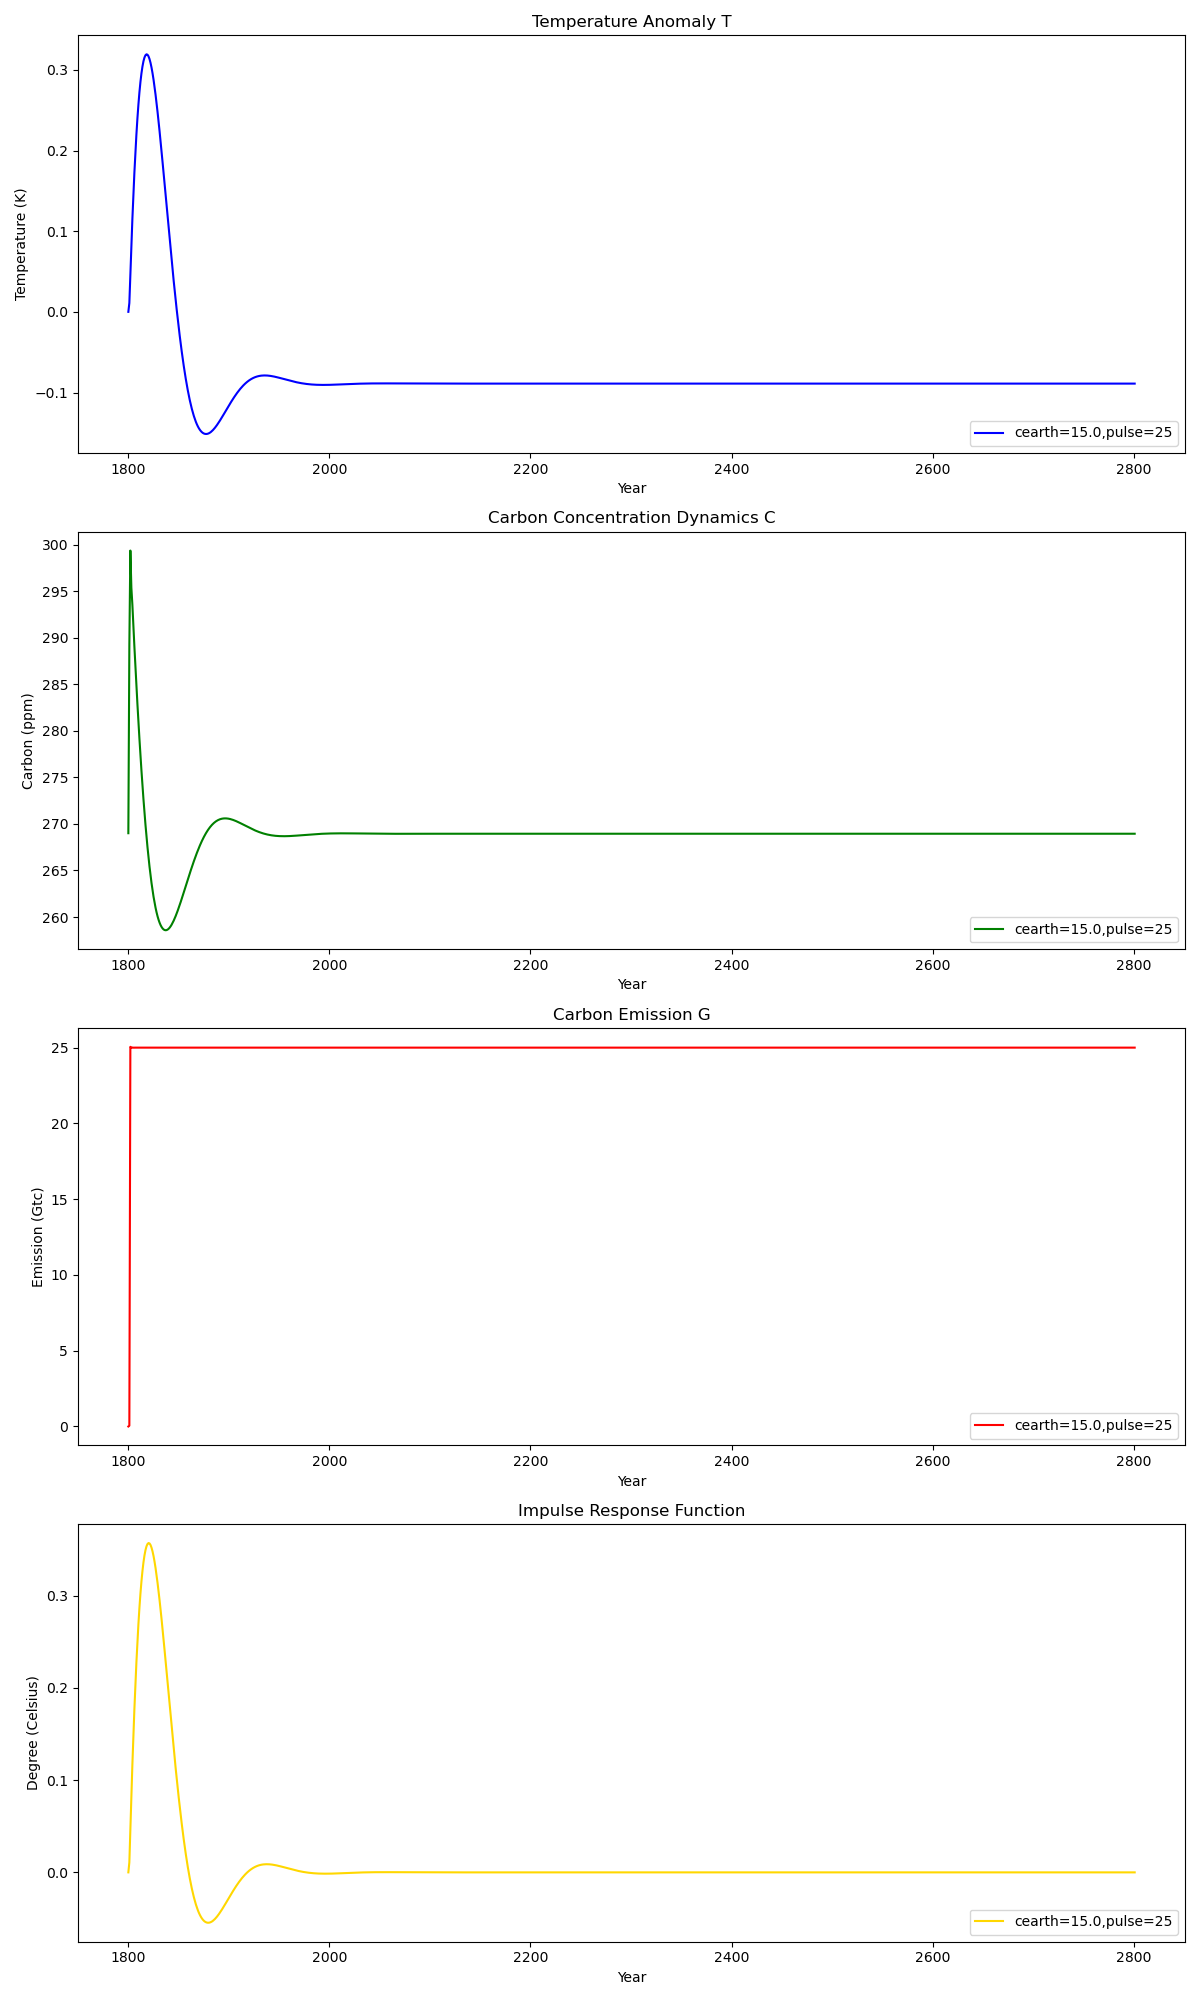 Temperature Anomaly T
0.3
0.2
0.1
0.0
−0.1
Temperature (K)
cearth=15.0,pulse=25
1800 2000 2200 2400 2600 2800
Year
Carbon Concentration Dynamics C
300
295
290
285
280
275
270
265
260
Carbon (ppm)
cearth=15.0,pulse=25
1800 2000 2200 2400 2600 2800
Year
Carbon Emission G
25
20
15
10
5
0
Emission (Gtc)
cearth=15.0,pulse=25
1800 2000 2200 2400 2600 2800
Year
Impulse Response Function
0.3
0.2
0.1
0.0
Degree (Celsius)
cearth=15.0,pulse=25
1800 2000 2200 2400 2600 2800
Year